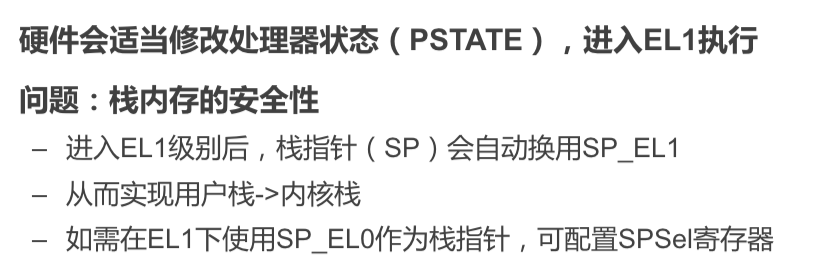 硬件会适当修改处理器状态（PSTATE），进入EL1执行
问题：栈内存的安全性
– 进入EL1级别后，栈指针（SP）会自动换用SP_EL1
– 从而实现用户栈->内核栈
– 如需在EL1下使用SP_EL0作为栈指针，可配置SPSel寄存器